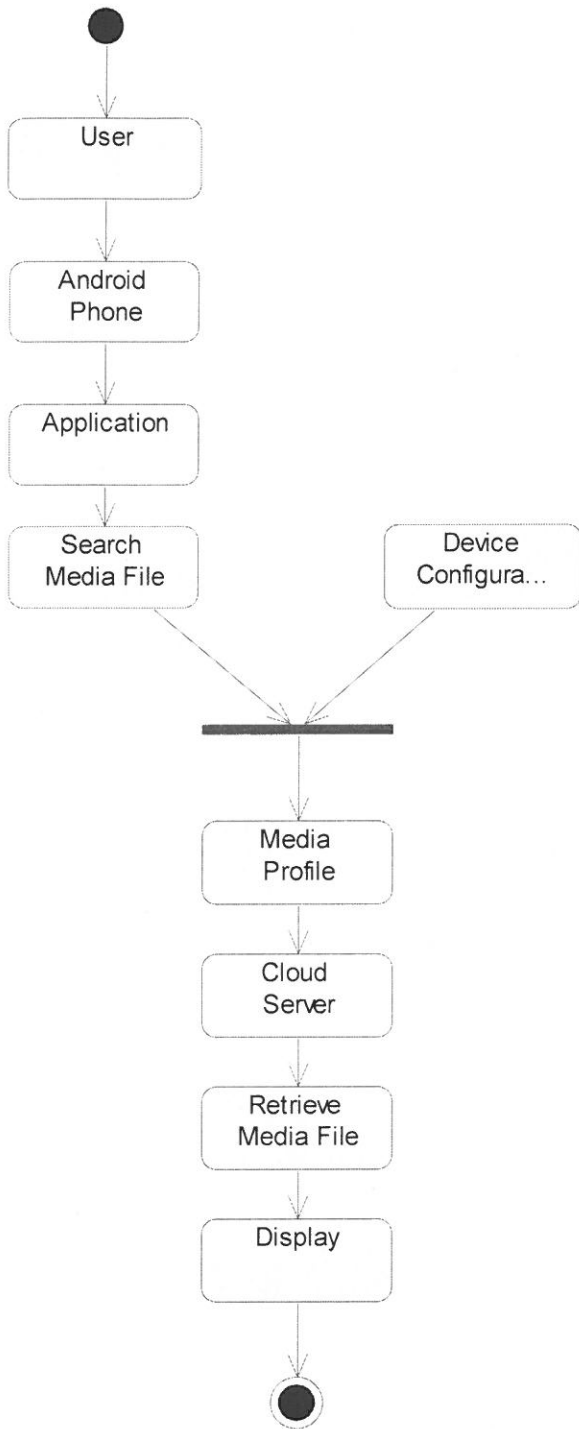 User
Android
Phone
Application
Search
Media File
Device
Configura...
Media
Profile
Cloud
Server
Retrieve
Media File
Display